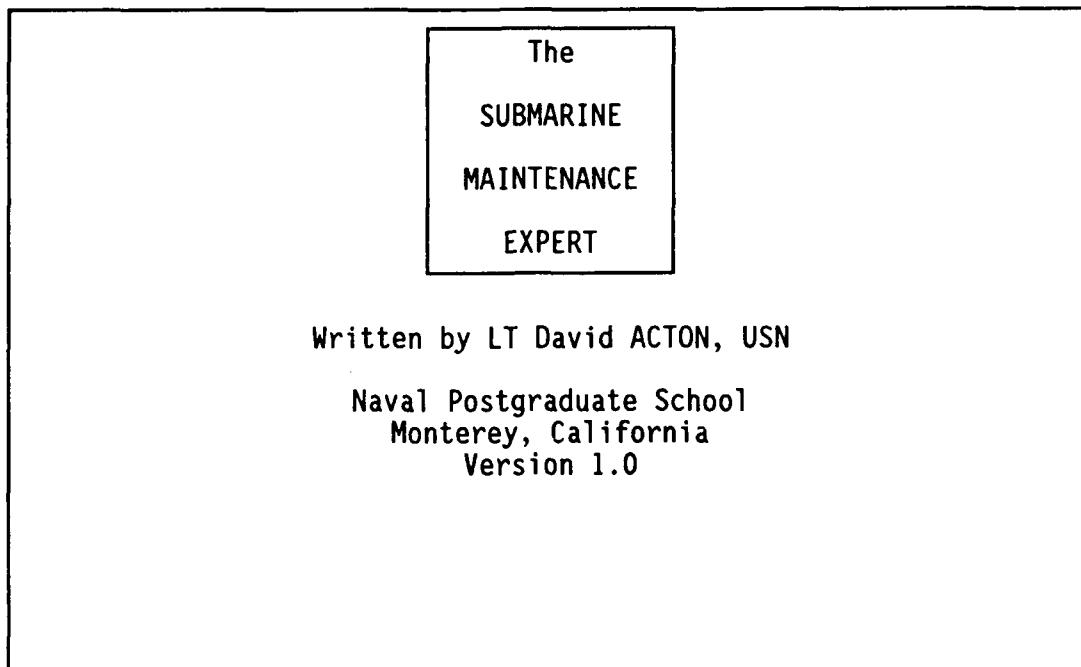 The
SUBMARINE
MAINTENANCE
EXPERT
Written by LT David ACTON, USN
Naval Postgraduate School
Monterey, California
Version 1.0